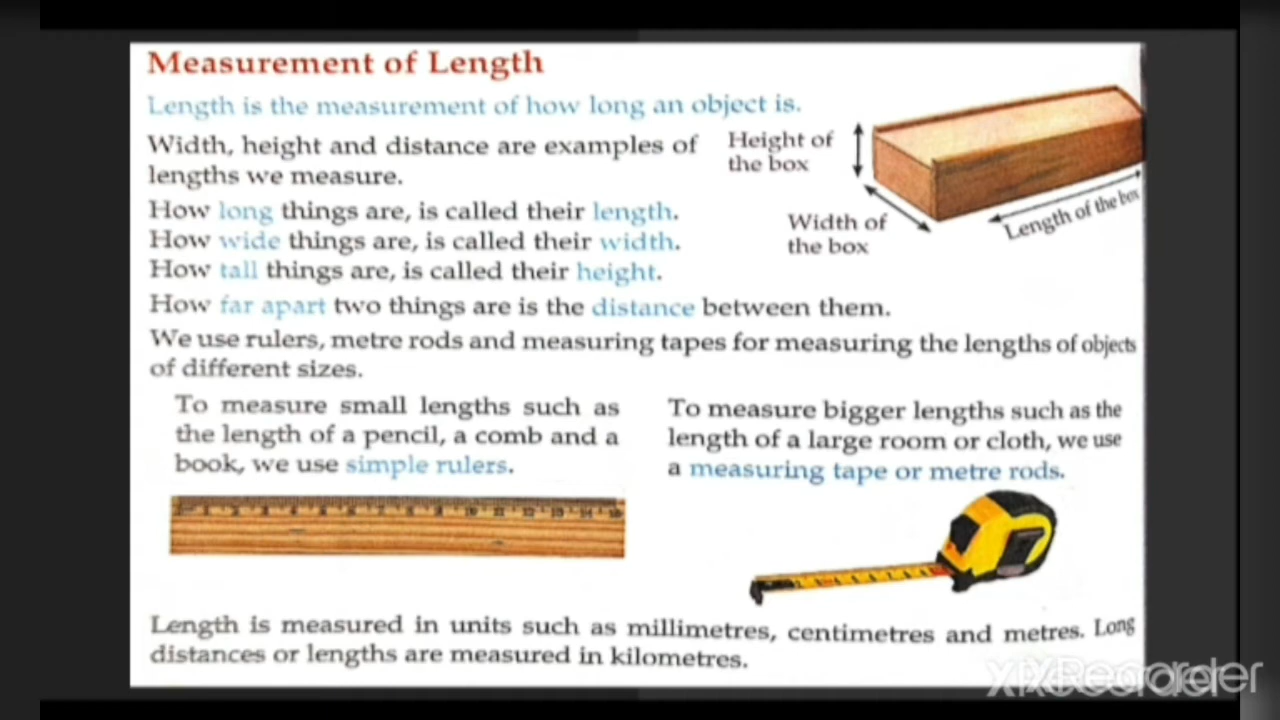 Measurement of Length
Length is the measurement of how long an object is.
Width, height and distance are examples of
lengths we measure.
Height of
the box
How long things are, is called their length.
How wide things are, is called their width.
How tall things are, is called their height.
Width of
the box
Length of the box
How far apart two things are is the distance between them.
We use rulers, metre rods and measuring tapes for measuring the lengths of objects
of different sizes.
To measure small lengths such as
the length of a pencil, a comb and a
book, we use simple rulers.
To measure bigger lengths such as the
length of a large room or cloth, we use
a measuring tape or metre rods.
Length is measured in units such as millimetres, centimetres and metres. Long
distances or lengths are measured in kilometres.